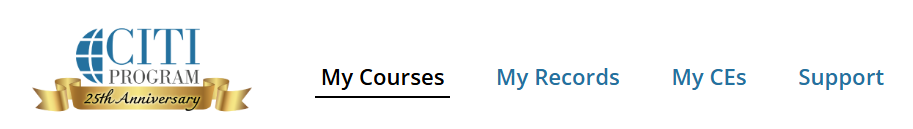 CITI
PROGRAM
25th Anniversary
My Courses
My Records
My CEs
Support